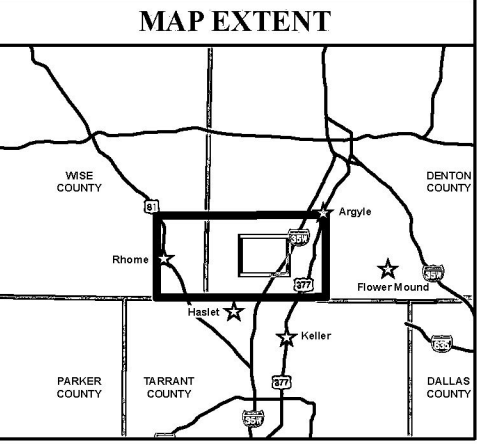 MAP EXTENT
WISE
COUNTY
DENTON
COUNTY
81
Argyle
35W
Rhome
377
35W
Flower Mound
Haslet
Keller
635
PARKER
COUNTY
TARRANT
COUNTY
377
DALLAS
COUNTY
35W